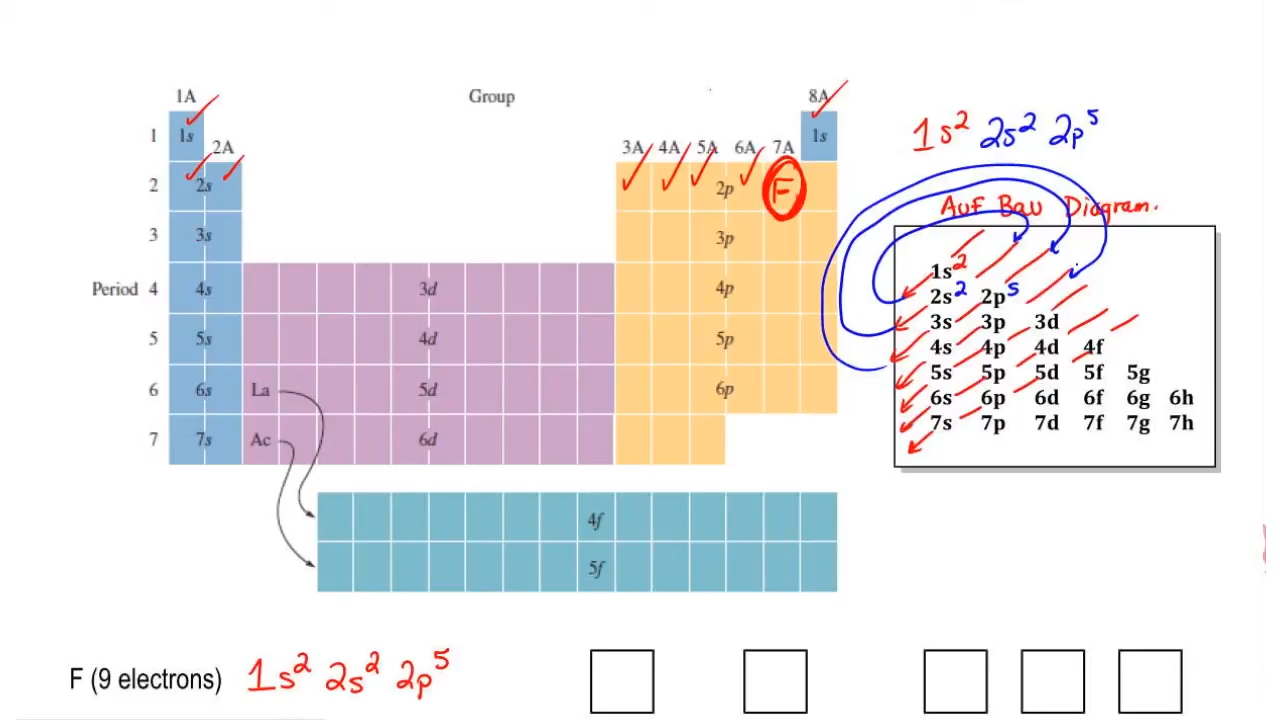 1A Group 8A
1 1s 2A 3A 4A 5A 6A 7A 1s
2 2s 2p F
3 3s 3p
Period 4 4s 3d 4p
5 5s 4d 5p
6 6s La 5d 6p
7 7s Ac 6d
4f
5f
1s² 2s² 2p⁵
Auf Bau Diagram.
1s²
2s² 2p⁵
3s 3p 3d
4s 4p 4d 4f
5s 5p 5d 5f 5g
6s 6p 6d 6f 6g 6h
7s 7p 7d 7f 7g 7h
F (9 electrons) 1s² 2s² 2p⁵